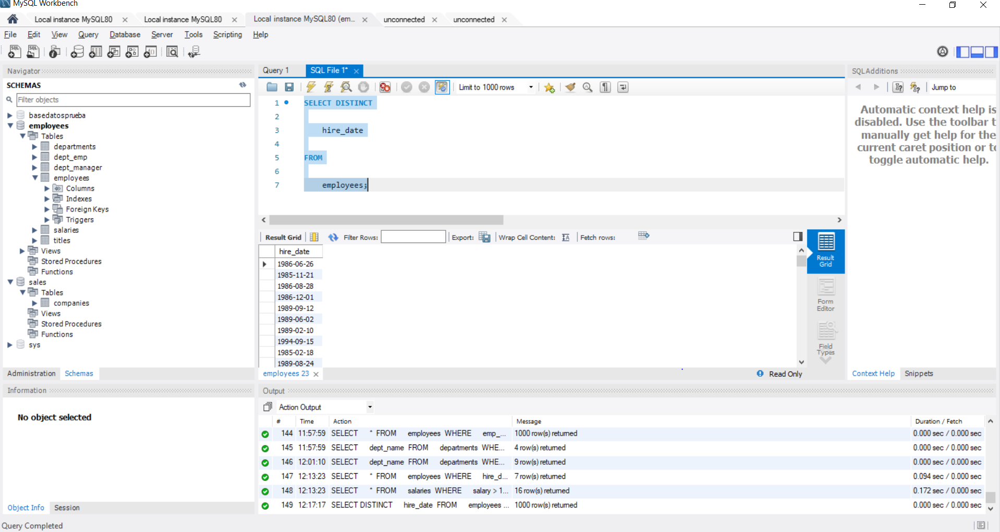 MySQL Workbench
Local instance MySQL80 Local instance MySQL80 Local instance MySQL80 (em... unconnected unconnected
File Edit View Query Database Server Tools Scripting Help
Navigator
SCHEMAS
Filter objects
basedatosprueba
employees
Tables
departments
dept_emp
dept_manager
employees
Columns
Indexes
Foreign Keys
Triggers
salaries
titles
Views
Stored Procedures
Functions
sales
Tables
companies
Views
Stored Procedures
Functions
sys
Administration Schemas
Information
No object selected
Object Info Session
Query Completed
Query 1 SQL File 1*
Limit to 1000 rows
1 SELECT DISTINCT
2
3 hire_date
4
5 FROM
6
7 employees;
Result Grid Filter Rows: Export: Wrap Cell Content: Fetch rows:
hire_date
1986-06-26
1985-11-21
1986-08-28
1986-12-01
1989-09-12
1989-06-02
1989-02-10
1994-09-15
1985-02-18
1989-08-24
Result
Grid
Form
Editor
Field
Types
employees 23 Read Only
SQLAdditions
Jump to
Automatic context help is
disabled. Use the toolbar t
manually get help for the
current caret position or to
toggle automatic help.
Context Help Snippets
Output
Action Output
# Time Action Message Duration / Fetch
144 11:57:59 SELECT * FROM employees WHERE emp_... 1000 row(s) returned 0.000 sec / 0.000 sec
145 11:57:59 SELECT dept_name FROM departments WHE... 4 row(s) returned 0.000 sec / 0.000 sec
146 12:01:10 SELECT dept_name FROM departments WHE... 9 row(s) returned 0.000 sec / 0.000 sec
147 12:13:23 SELECT * FROM employees WHERE hire_d... 7 row(s) returned 0.094 sec / 0.000 sec
148 12:13:23 SELECT * FROM salaries WHERE salary > 1... 16 row(s) returned 0.172 sec / 0.000 sec
149 12:17:17 SELECT DISTINCT hire_date FROM employees ... 1000 row(s) returned 0.000 sec / 0.000 sec